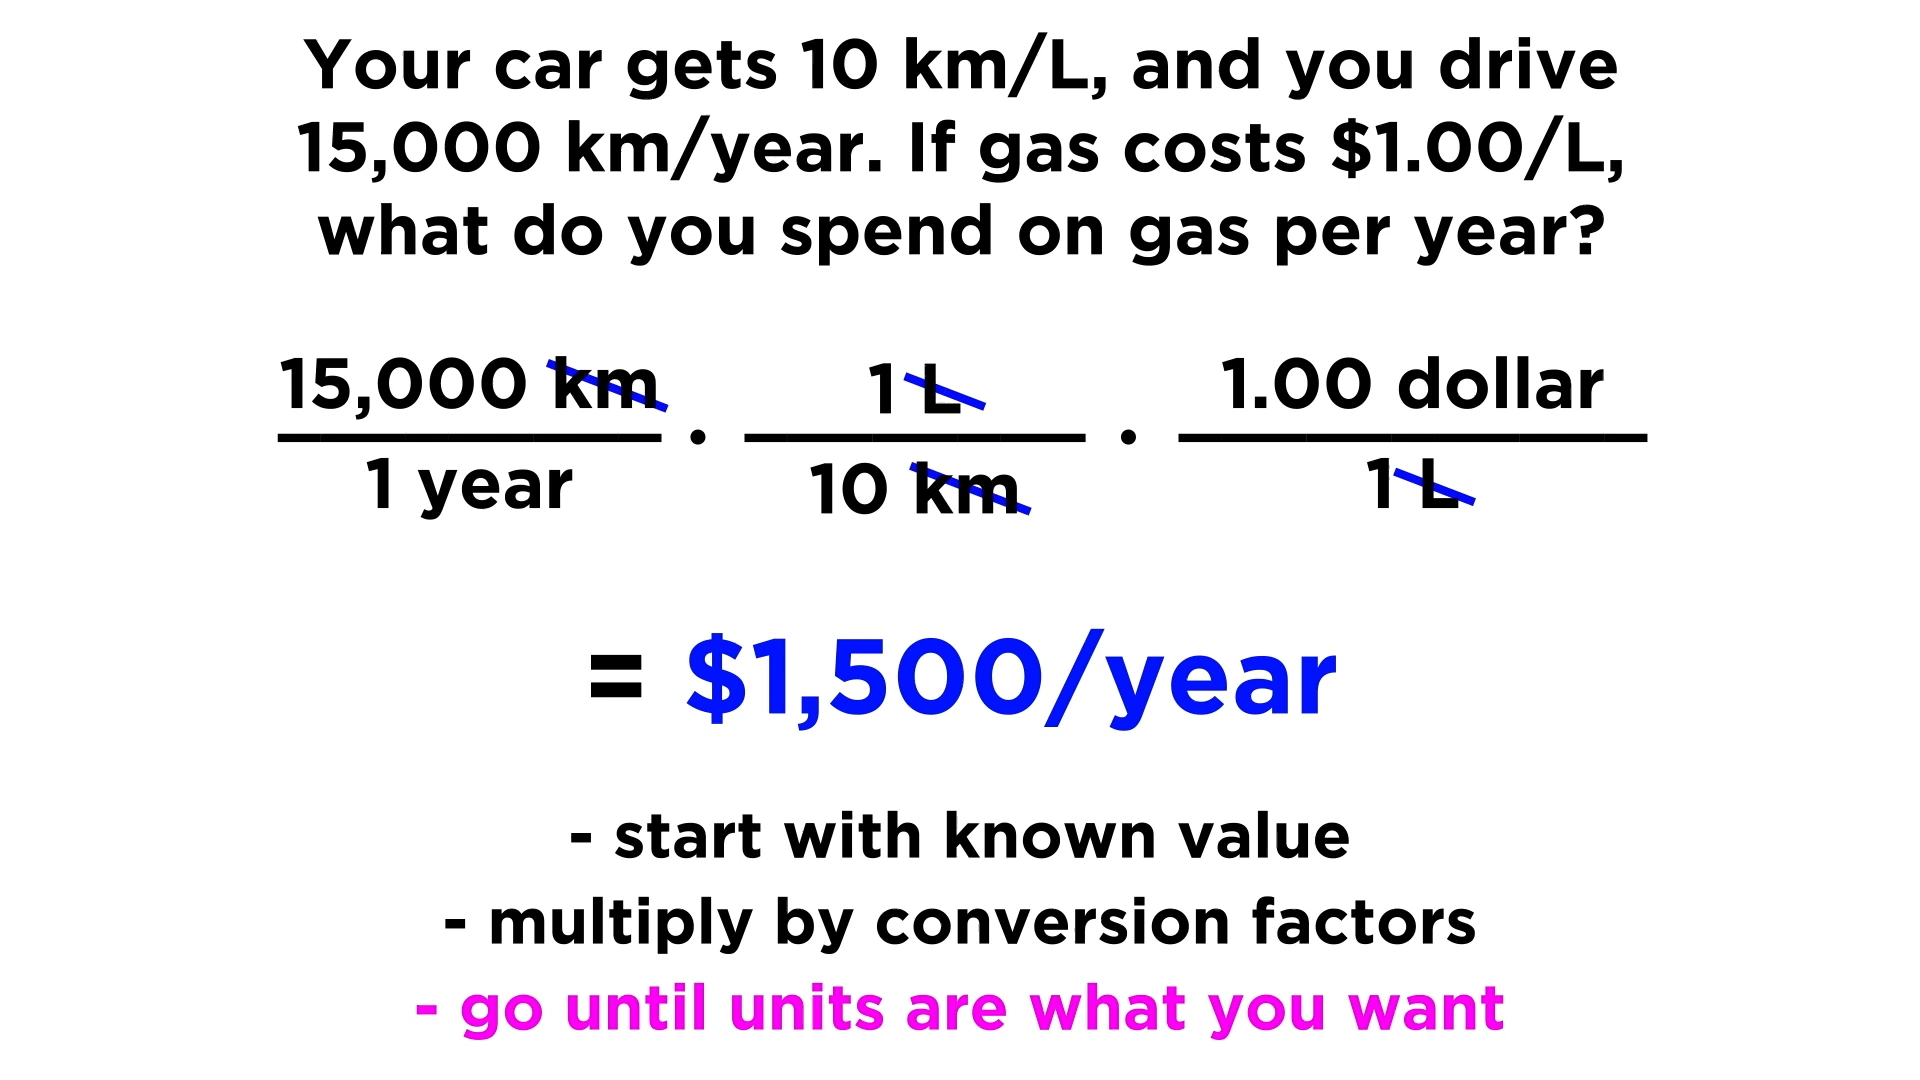 Your car gets 10 km/L, and you drive
15,000 km/year. If gas costs $1.00/L,
what do you spend on gas per year?
15,000 km 1 L 1.00 dollar
· ·
1 year 10 km 1 L
= $1,500/year
- start with known value
- multiply by conversion factors
- go until units are what you want